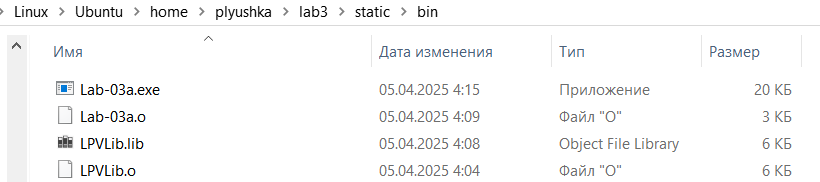 Linux > Ubuntu > home > plyushka > lab3 > static > bin
Имя Дата изменения Тип Размер
Lab-03a.exe 05.04.2025 4:15 Приложение 20 КБ
Lab-03a.o 05.04.2025 4:09 Файл "O" 3 КБ
LPVLib.lib 05.04.2025 4:08 Object File Library 6 КБ
LPVLib.o 05.04.2025 4:04 Файл "O" 6 КБ